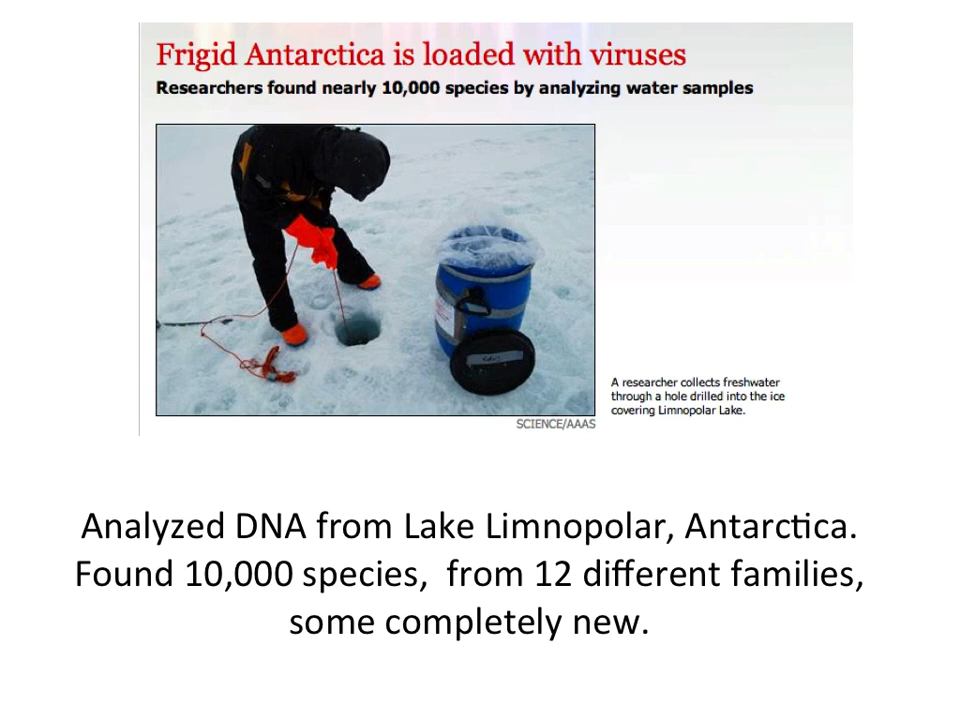 Frigid Antarctica is loaded with viruses
Researchers found nearly 10,000 species by analyzing water samples
A researcher collects freshwater
through a hole drilled into the ice
covering Limnopolar Lake.
SCIENCE/AAAS
Analyzed DNA from Lake Limnopolar, Antarctica.
Found 10,000 species,  from 12 different families,
some completely new.